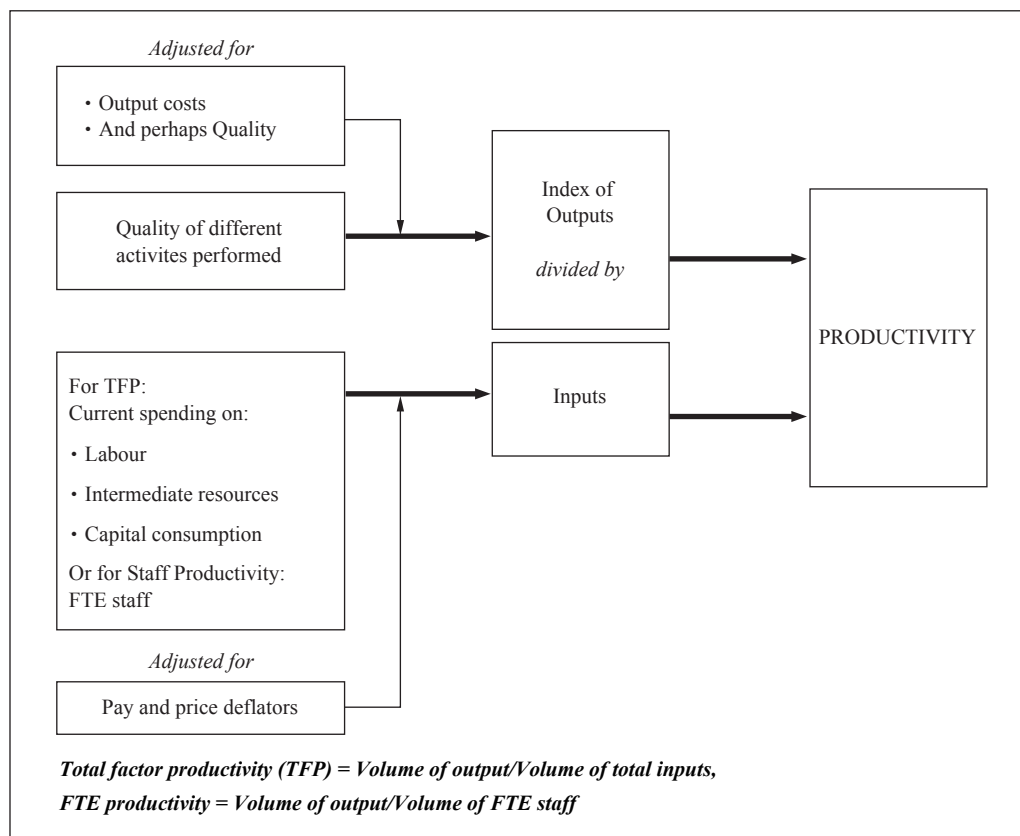 Adjusted for
・Output costs
・And perhaps Quality
Quality of different
activites performed
Index of
Outputs
divided by
PRODUCTIVITY
For TFP:
Current spending on:
・Labour
・Intermediate resources
・Capital consumption
Or for Staff Productivity:
FTE staff
Inputs
Adjusted for
Pay and price deflators
Total factor productivity (TFP) = Volume of output/Volume of total inputs,
FTE productivity = Volume of output/Volume of FTE staff